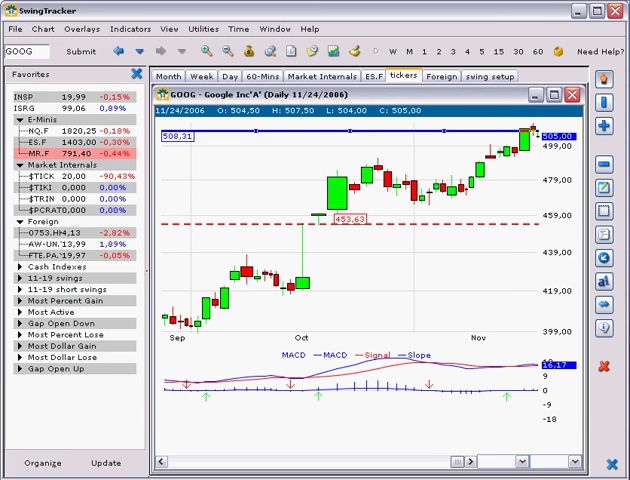 SwingTracker
File Chart Overlays Indicators View Utilities Time Window Help
GOOG Submit D W M 1 2 3 5 15 30 60 Need Help?
Favorites
Month Week Day 60-Mins Market Internals ES.F tickers Foreign swing setup
GOOG - Google Inc'A' (Daily 11/24/2006)
11/24/2006 O: 504,50 H: 507,50 L: 504,00 C: 505,00
INSP 19,99 -0,15%
ISRG 99,06 0,89%
E-Minis
NQ.F 1820,25 -0,18%
ES.F 1403,00 -0,30%
MR.F 791,40 -0,44%
Market Internals
$TICK 20,00 -90,43%
$TIKI 0,000 0,00%
$TRIN 0,000 0,00%
$PCRAT 0,000 0,00%
Foreign
0753.HH 4,13 -2,82%
AW-UN.' 13,99 1,89%
FTE.PA.' 19,97 -0,05%
Cash Indexes
11-19 swings
11-19 short swings
Most Percent Gain
Most Active
Gap Open Down
Most Percent Lose
Most Dollar Gain
Most Dollar Lose
Gap Open Up
Organize Update
508,31
505,00
499,00
479,00
459,00
453,63
439,00
419,00
399,00
Sep Oct Nov
MACD MACD Signal Slope
16,17
9
0
-9
-18